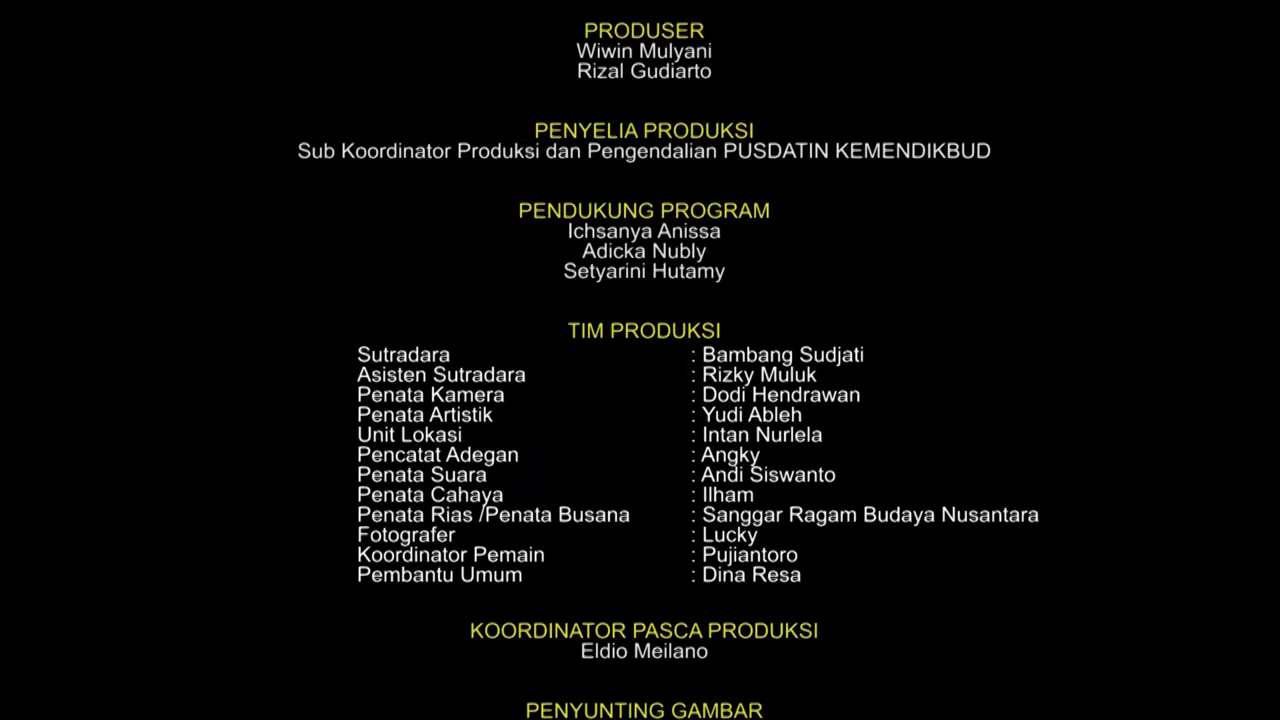 PRODUSER
Wiwin Mulyani
Rizal Gudiarto
PENYELIA PRODUKSI
Sub Koordinator Produksi dan Pengendalian PUSDATIN KEMENDIKBUD
PENDUKUNG PROGRAM
Ichsanya Anissa
Adicka Nubly
Setyarini Hutamy
TIM PRODUKSI
Sutradara : Bambang Sudjati
Asisten Sutradara : Rizky Muluk
Penata Kamera : Dodi Hendrawan
Penata Artistik : Yudi Ableh
Unit Lokasi : Intan Nurlela
Pencatat Adegan : Angky
Penata Suara : Andi Siswanto
Penata Cahaya : Ilham
Penata Rias /Penata Busana : Sanggar Ragam Budaya Nusantara
Fotografer : Lucky
Koordinator Pemain : Pujiantoro
Pembantu Umum : Dina Resa
KOORDINATOR PASCA PRODUKSI
Eldio Meilano
PENYUNTING GAMBAR